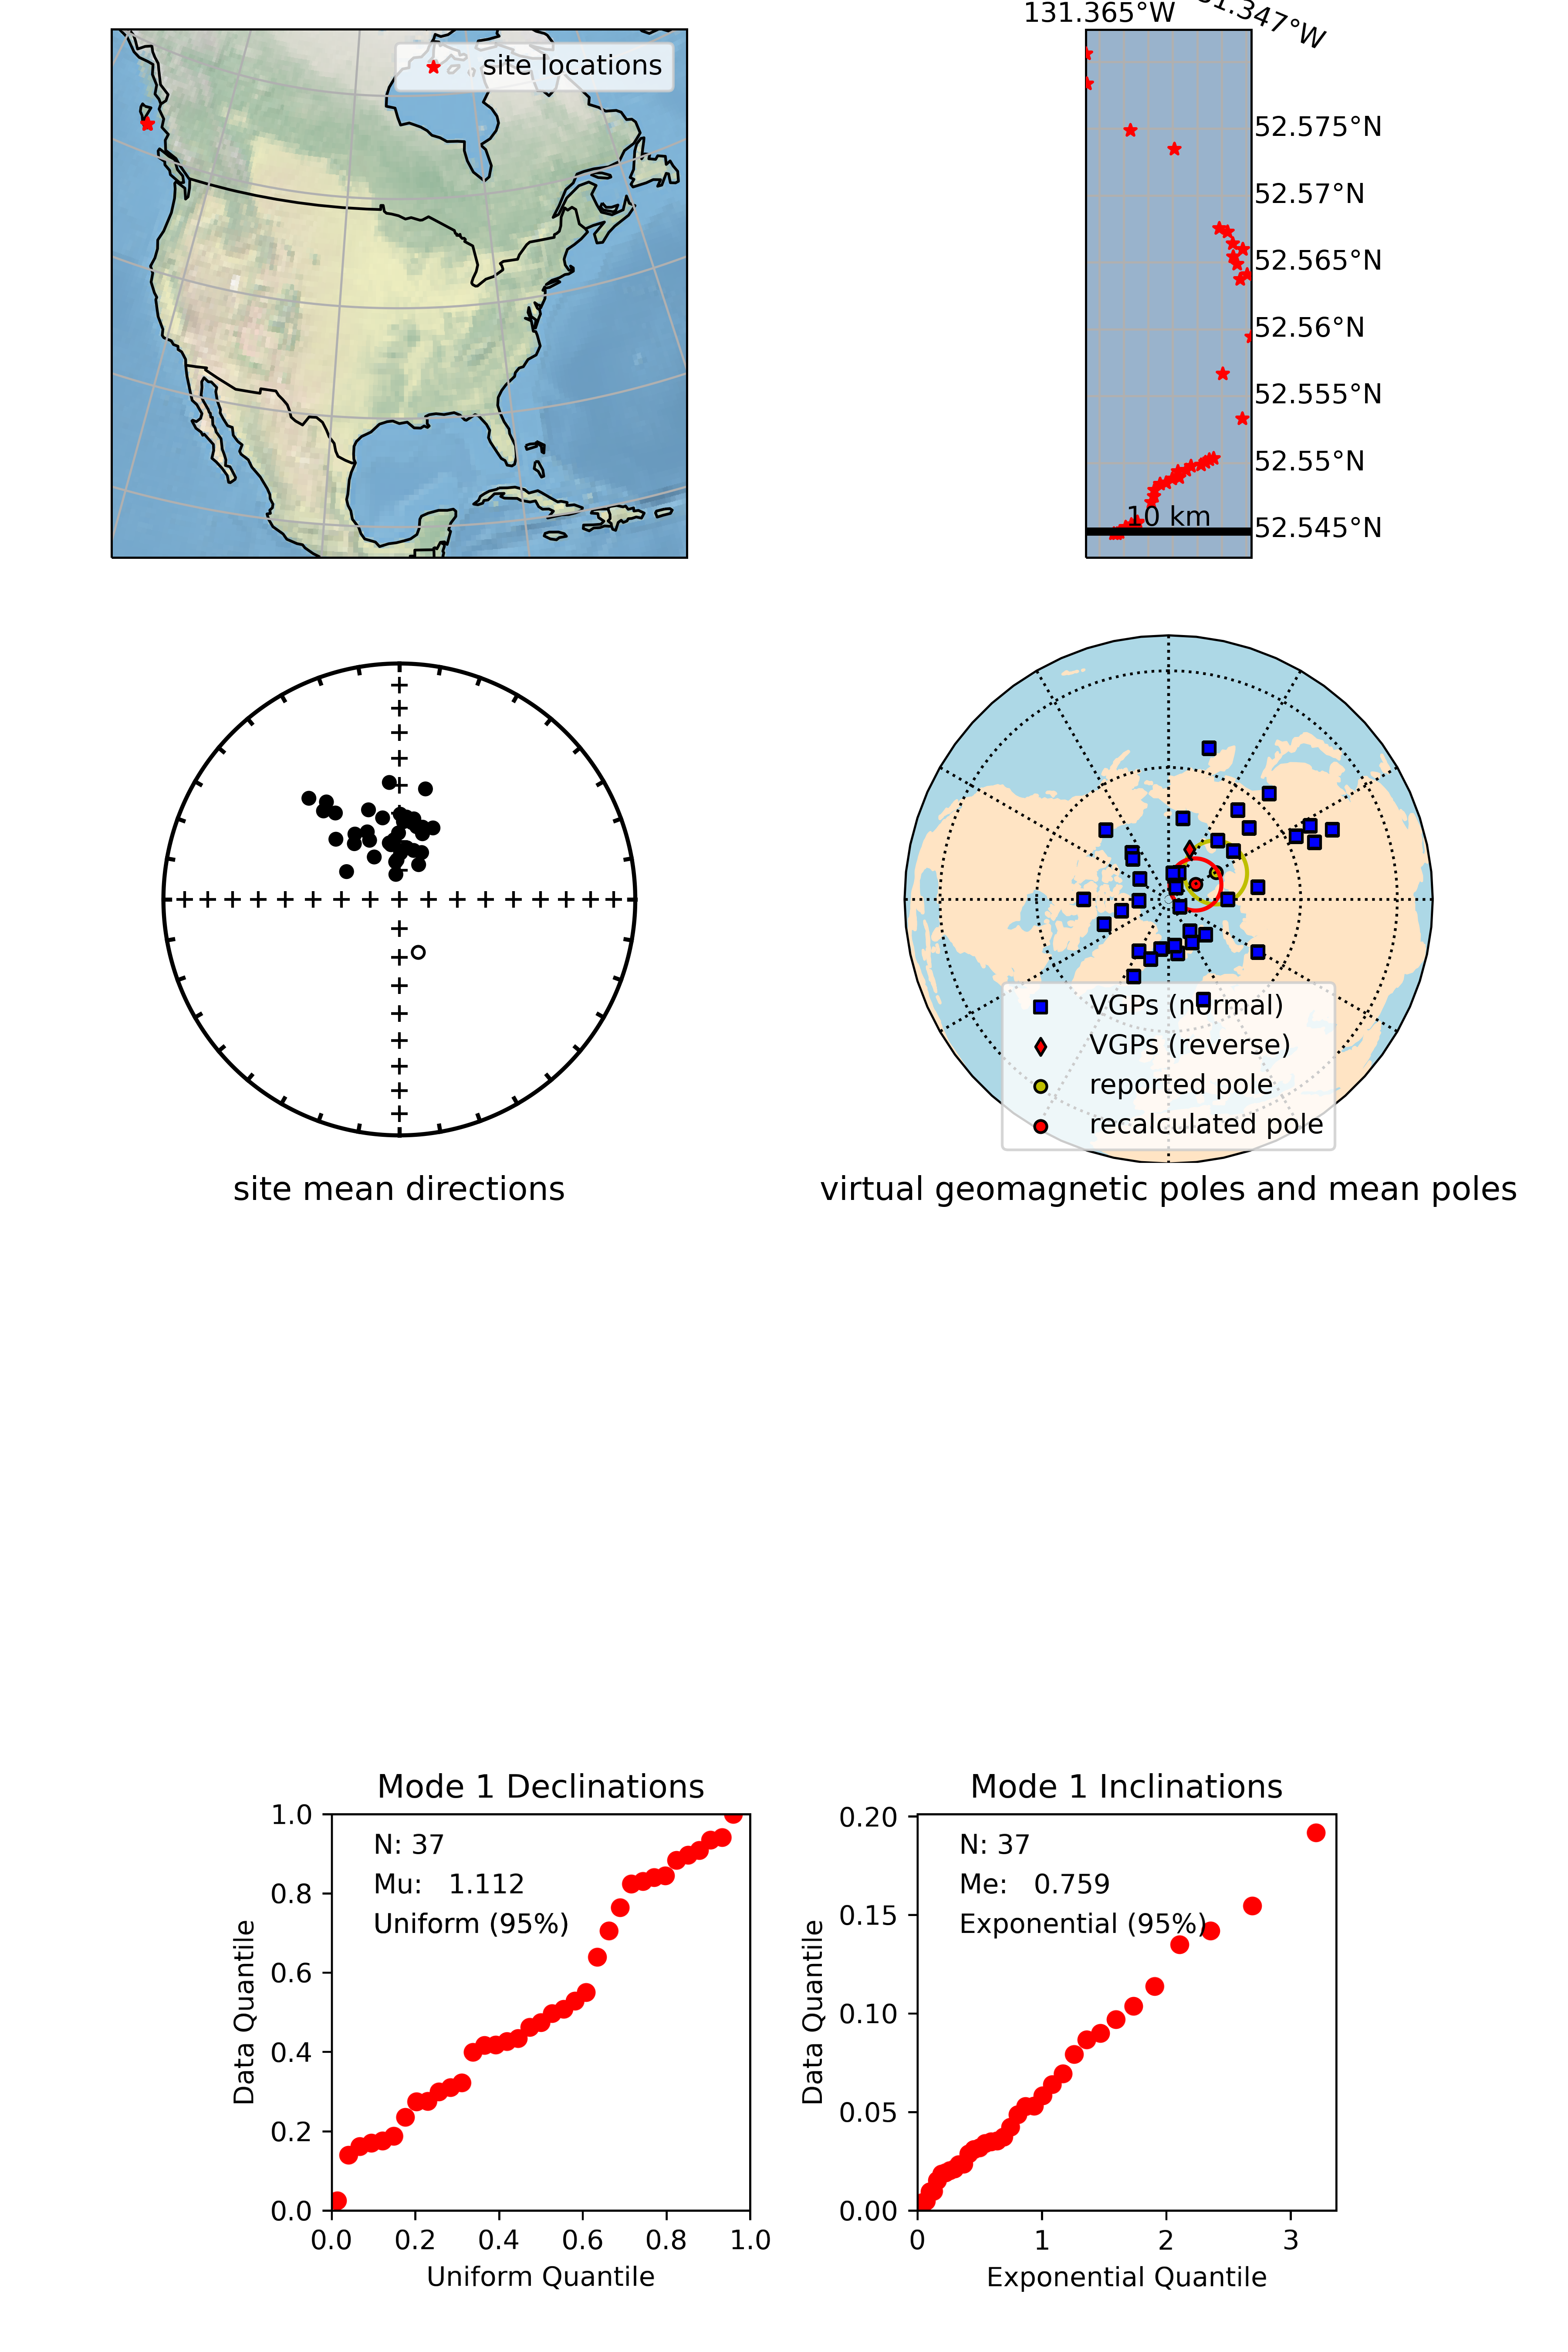 131.365°W
site locations
52.575°N
52.57°N
52.565°N
52.56°N
52.555°N
52.55°N
10 km
52.545°N
VGPs (normal)
VGPs (reverse)
reported pole
recalculated pole
site mean directions
virtual geomagnetic poles and mean poles
Mode 1 Declinations
N: 37
Mu: 1.112
Uniform (95%)
Data Quantile
1.0
0.8
0.6
0.4
0.2
0.0
0.0 0.2 0.4 0.6 0.8 1.0
Uniform Quantile
Mode 1 Inclinations
N: 37
Me: 0.759
Exponential (95%)
Data Quantile
0.20
0.15
0.10
0.05
0.00
0 1 2 3
Exponential Quantile